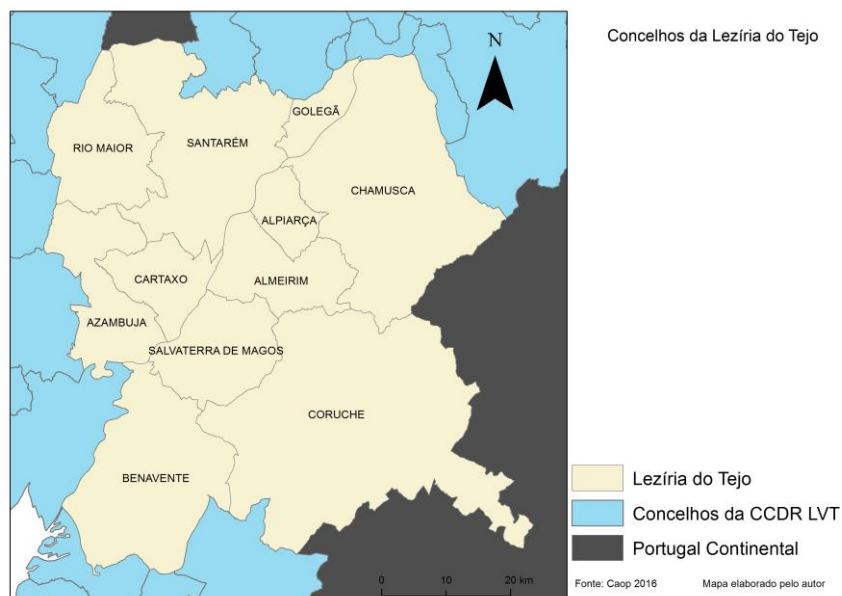 Concelhos da Lezíria do Tejo
N
GOLEGÃ
RIO MAIOR
SANTARÉM
CHAMUSCA
ALPIARÇA
CARTAXO
ALMEIRIM
AZAMBUJA
SALVATERRA DE MAGOS
CORUCHE
BENAVENTE
Lezíria do Tejo
Concelhos da CCDR LVT
Portugal Continental
0 10 20 km
Fonte: Caop 2016 Mapa elaborado pelo autor